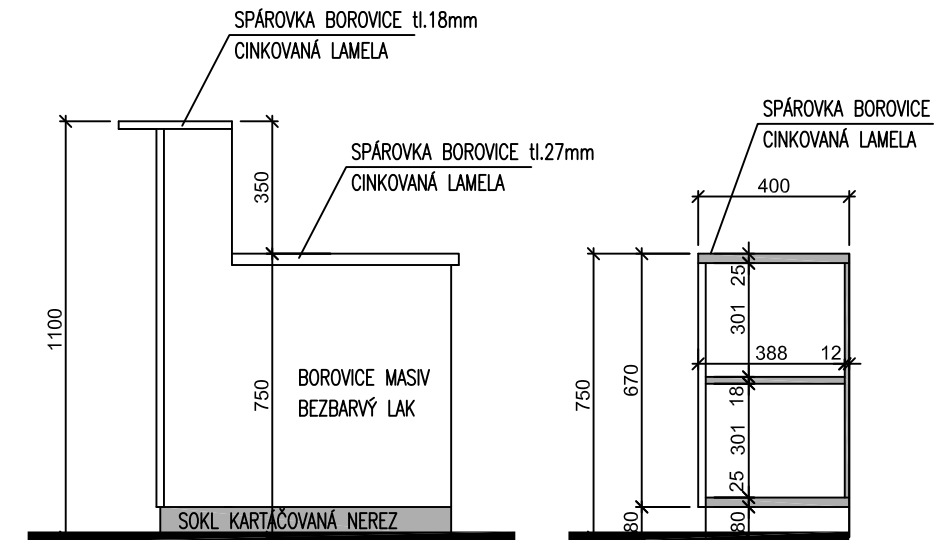 SPÁROVKA BOROVICE tl.18mm
CINKOVANÁ LAMELA
SPÁROVKA BOROVICE tl.27mm
CINKOVANÁ LAMELA
1100
350
750
BOROVICE MASIV
BEZBARVÝ LAK
SOKL KARTÁČOVANÁ NEREZ
SPÁROVKA BOROVICE
CINKOVANÁ LAMELA
400
750
670
80
25
301
388
12
18
301
25
80